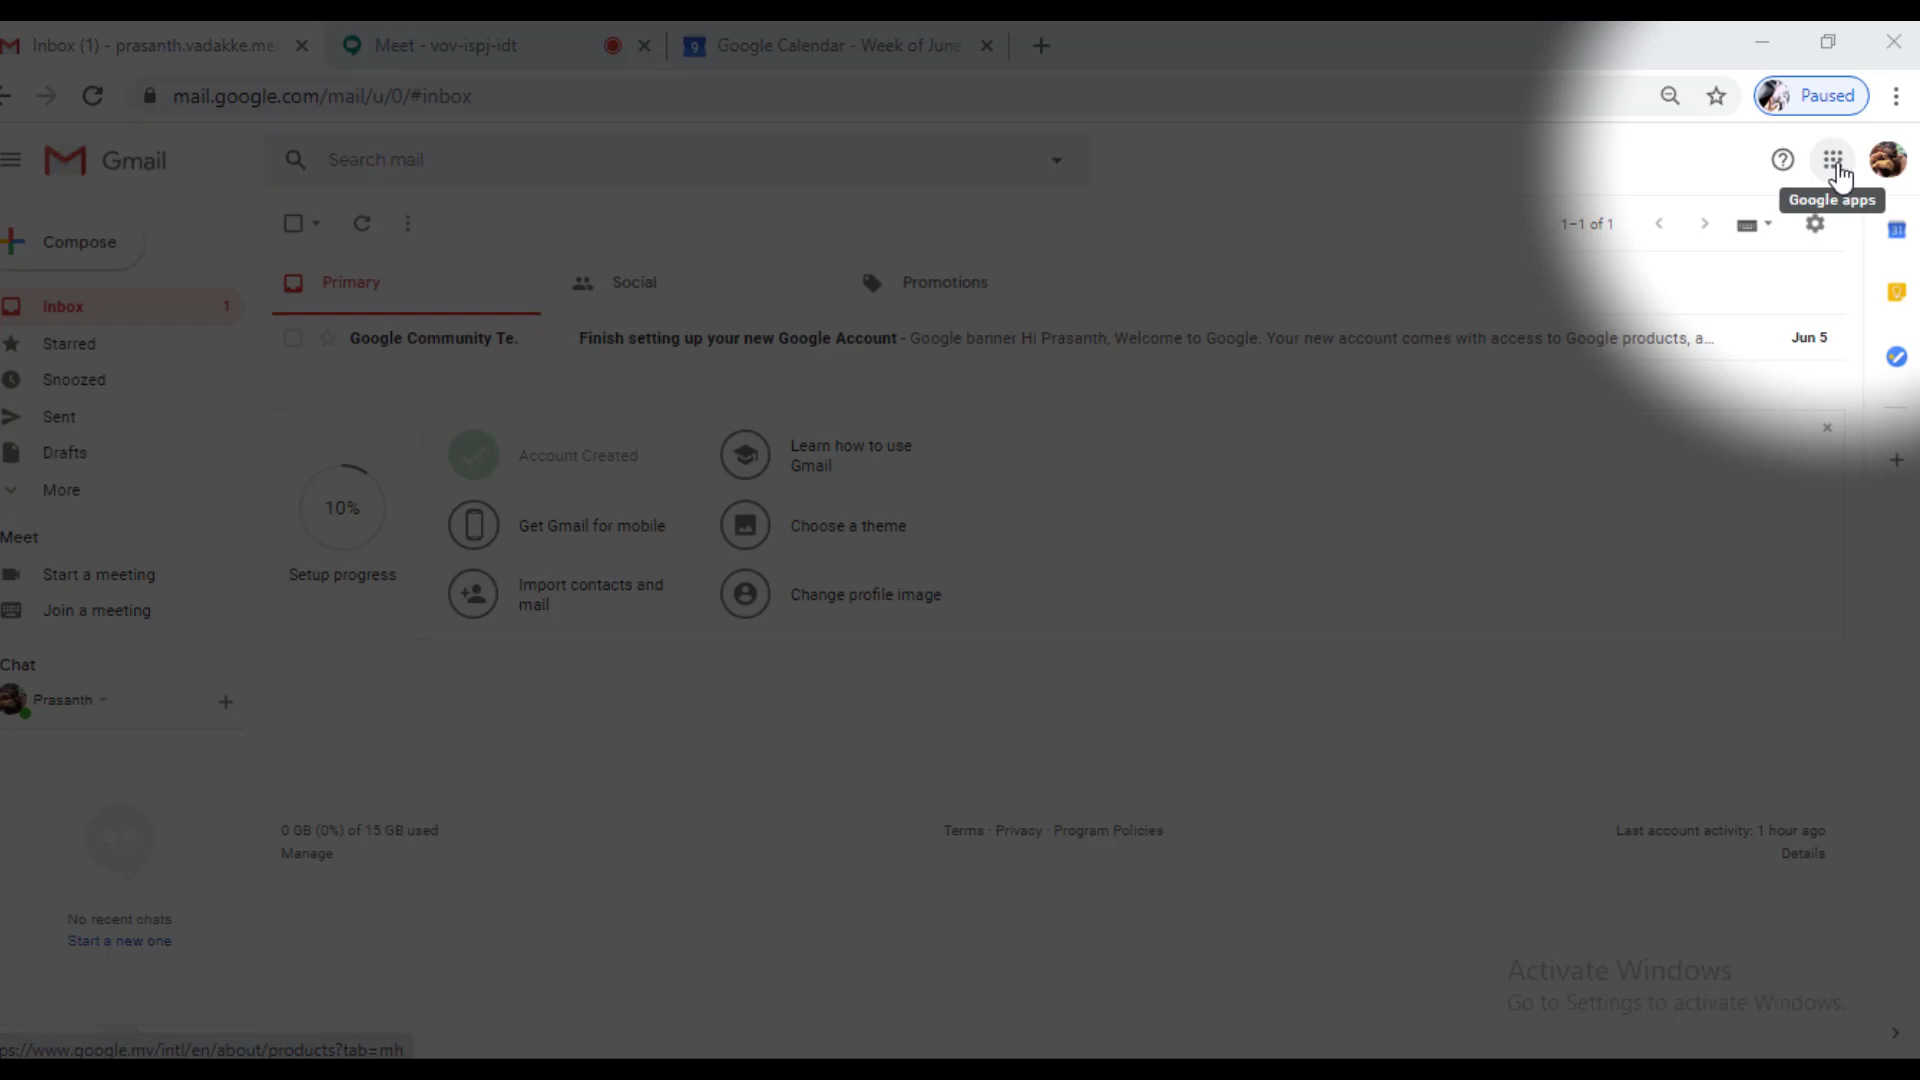 Inbox (1) - prasanth.vadakke.me
Meet - vov-ispj-idt
9 Google Calendar - Week of June
mail.google.com/mail/u/0/#inbox
Paused
Gmail
Search mail
Google apps
Compose
1–1 of 1
31
Primary
Social
Promotions
Inbox 1
Google Community Te. Finish setting up your new Google Account - Google banner Hi Prasanth, Welcome to Google. Your new account comes with access to Google products, a... Jun 5
Starred
Snoozed
Sent
Drafts
More
10%
Setup progress
Account Created
Learn how to use
Gmail
Get Gmail for mobile
Choose a theme
Import contacts and
mail
Change profile image
Meet
Start a meeting
Join a meeting
Chat
Prasanth
No recent chats
Start a new one
0 GB (0%) of 15 GB used
Manage
Terms · Privacy · Program Policies
Last account activity: 1 hour ago
Details
Activate Windows
Go to Settings to activate Windows.
ps://www.google.mv/intl/en/about/products?tab=mh